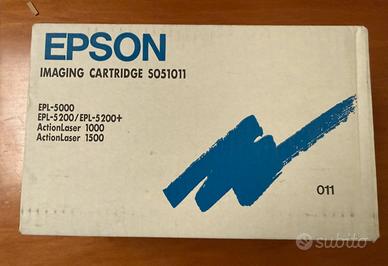 EPSON
IMAGING CARTRIDGE S051011
EPL-5000
EPL-5200/EPL-5200+
ActionLaser 1000
ActionLaser 1500
011
subito